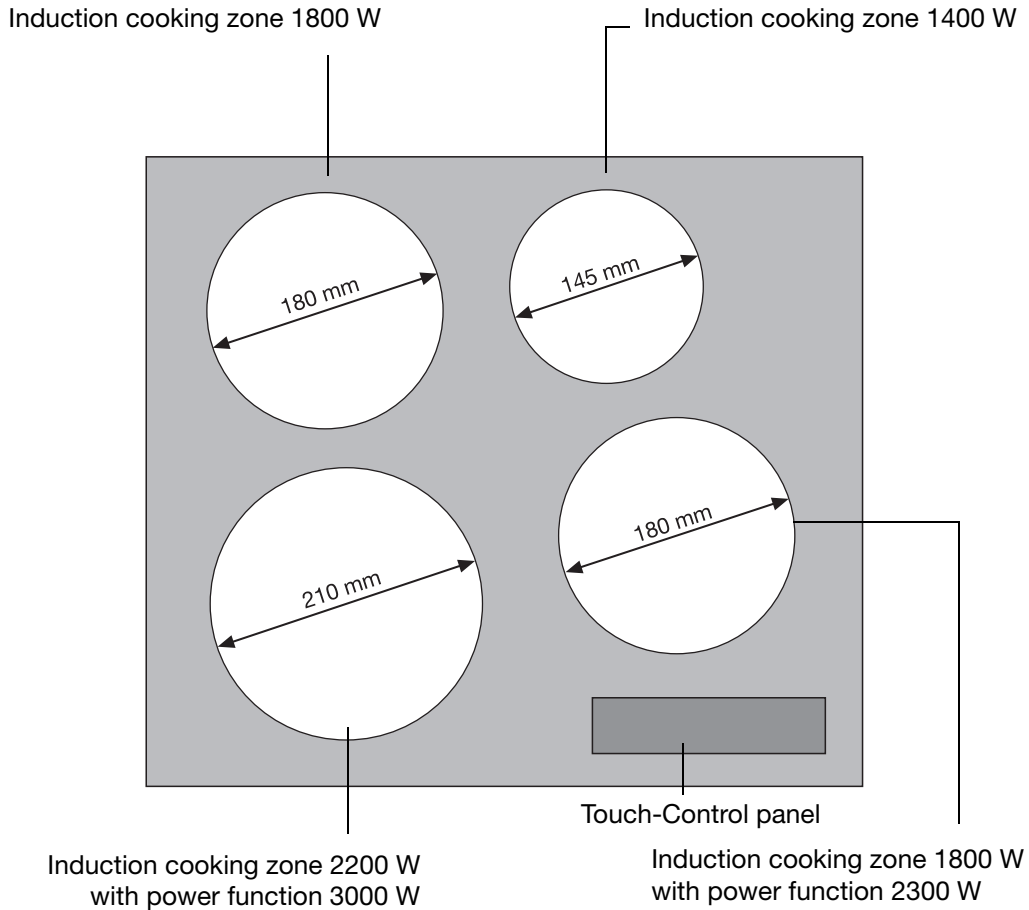 Induction cooking zone 1800 W
Induction cooking zone 1400 W
180 mm
145 mm
180 mm
210 mm
Touch-Control panel
Induction cooking zone 2200 W
with power function 3000 W
Induction cooking zone 1800 W
with power function 2300 W